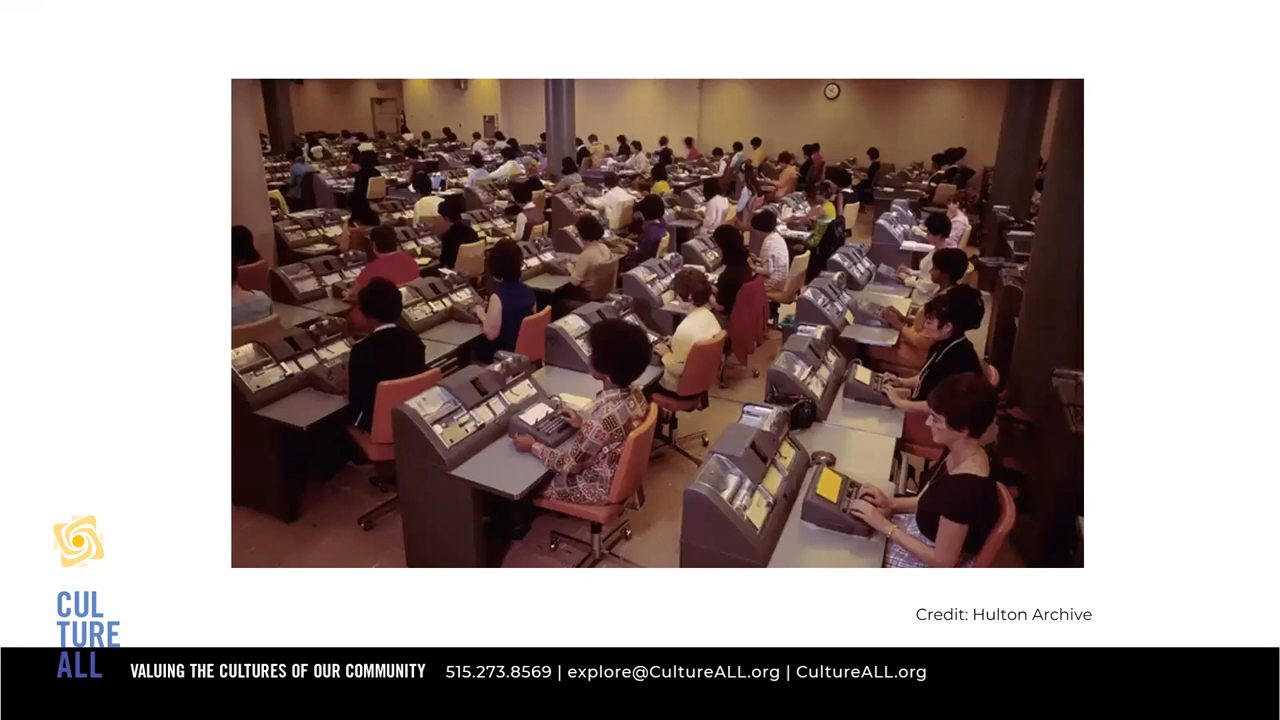 Credit: Hulton Archive
CUL
TURE
ALL
VALUING THE CULTURES OF OUR COMMUNITY
515.273.8569 | explore@CultureALL.org | CultureALL.org